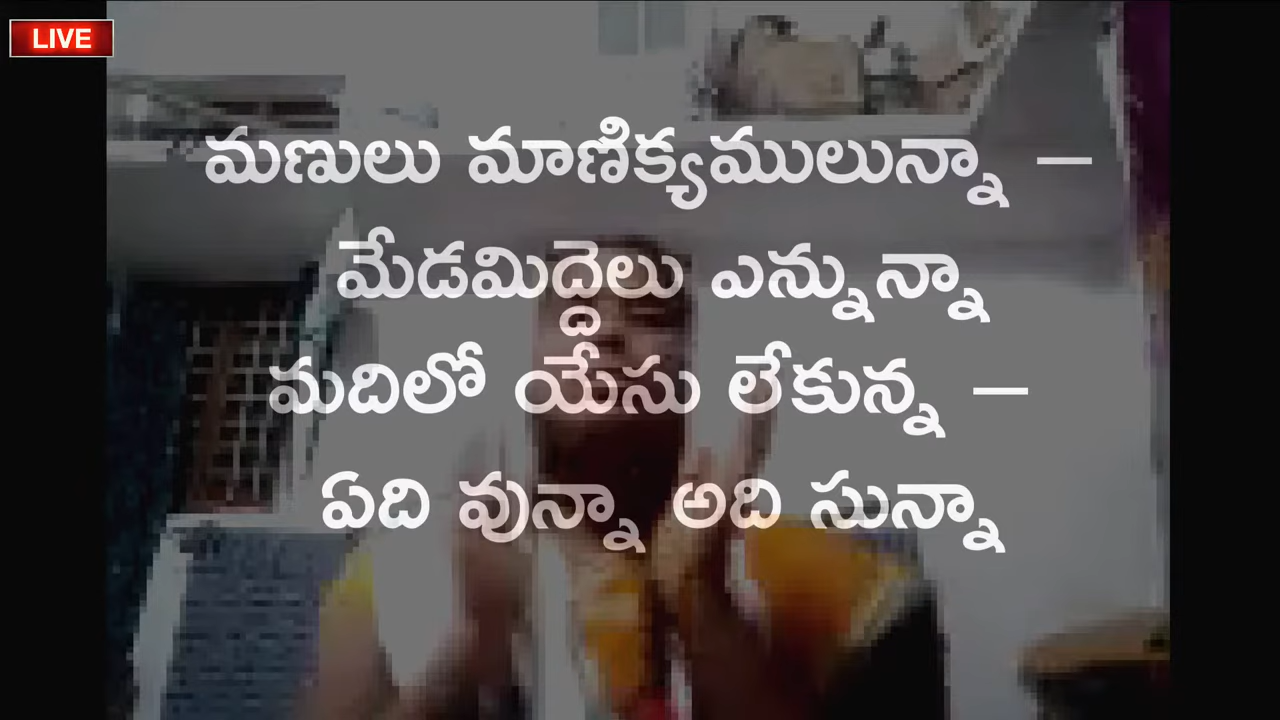 LIVE
మణులు మాణిక్యములున్నా –
మేడమిద్దెలు ఎన్నున్నా
మదిలో యేసు లేకున్న –
ఏది వున్నా అది సున్నా